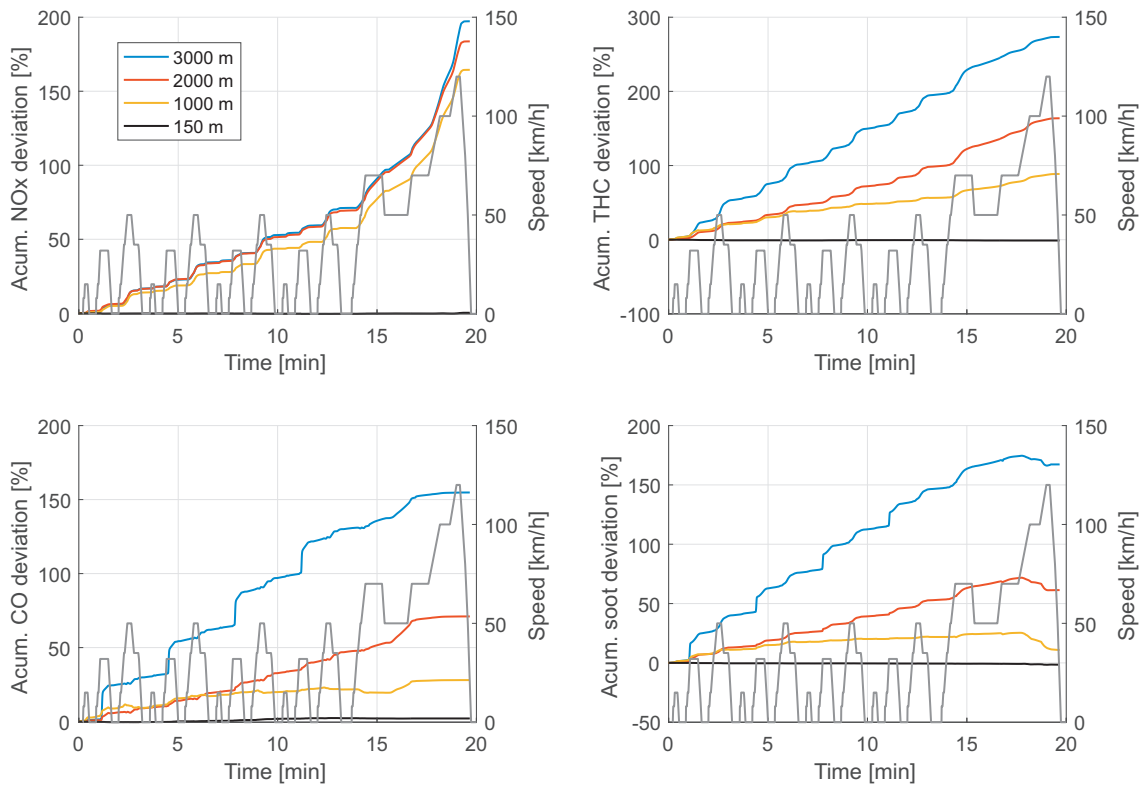 Acum. NOx deviation [%]
200
150
100
50
0
3000 m
2000 m
1000 m
150 m
150
100
50
0
Speed [km/h]
0 5 10 15 20
Time [min]
Acum. THC deviation [%]
300
200
100
0
-100
150
100
50
0
Speed [km/h]
0 5 10 15 20
Time [min]
Acum. CO deviation [%]
200
150
100
50
0
150
100
50
0
Speed [km/h]
0 5 10 15 20
Time [min]
Acum. soot deviation [%]
200
150
100
50
0
-50
150
100
50
0
Speed [km/h]
0 5 10 15 20
Time [min]